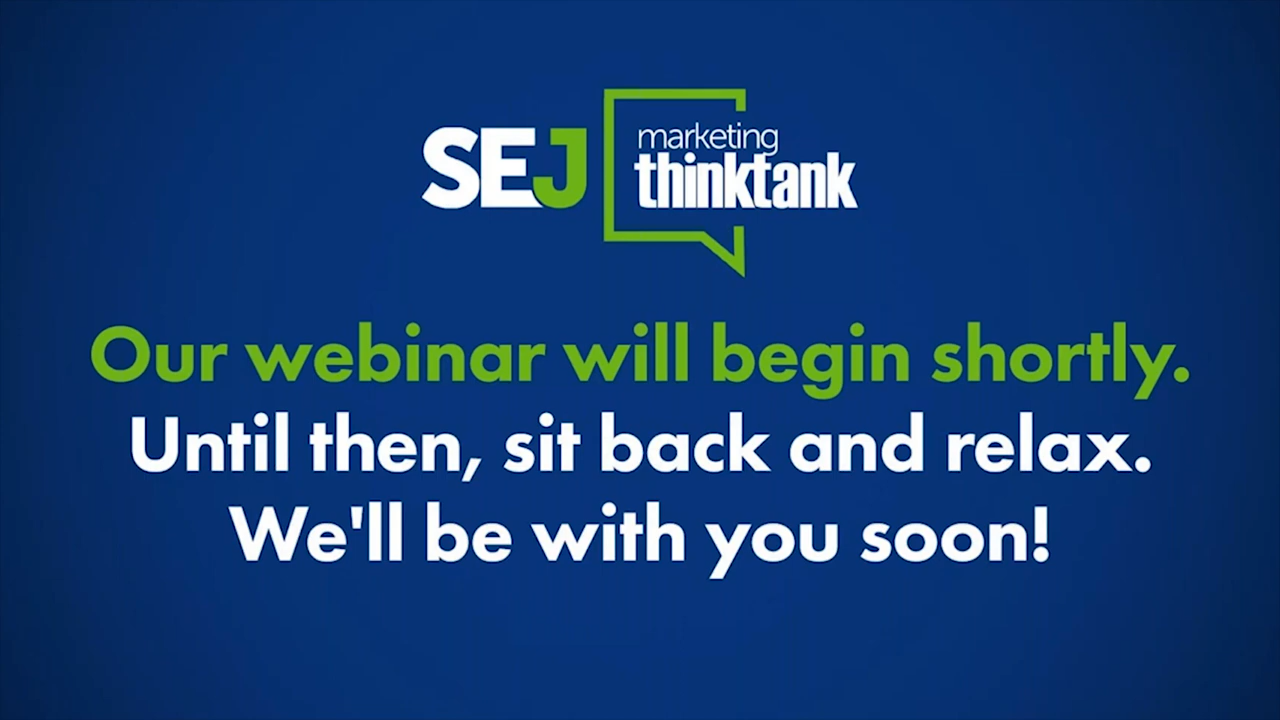 SEJ
marketing
thinktank
Our webinar will begin shortly.
Until then, sit back and relax.
We'll be with you soon!